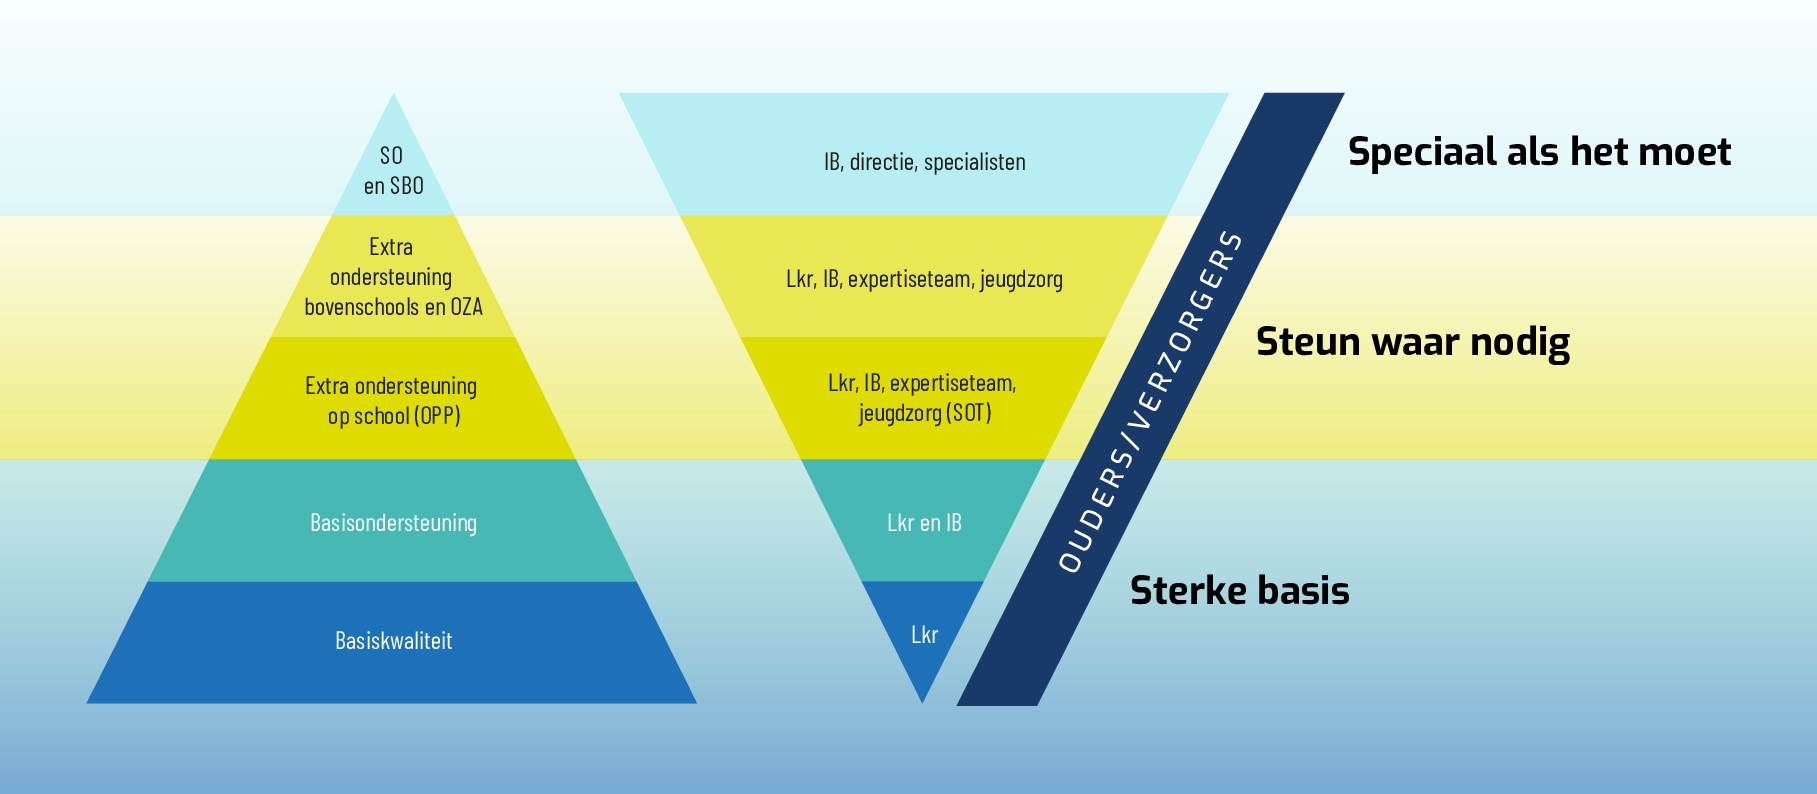 SO
en SBO
Extra
ondersteuning
bovenschools en OZA
Extra ondersteuning
op school (OPP)
Basisondersteuning
Basiskwaliteit
IB, directie, specialisten
Lkr, IB, expertiseteam, jeugdzorg
Lkr, IB, expertiseteam,
jeugdzorg (SOT)
Lkr en IB
Lkr
OUDERS/VERZORGERS
Speciaal als het moet
Steun waar nodig
Sterke basis